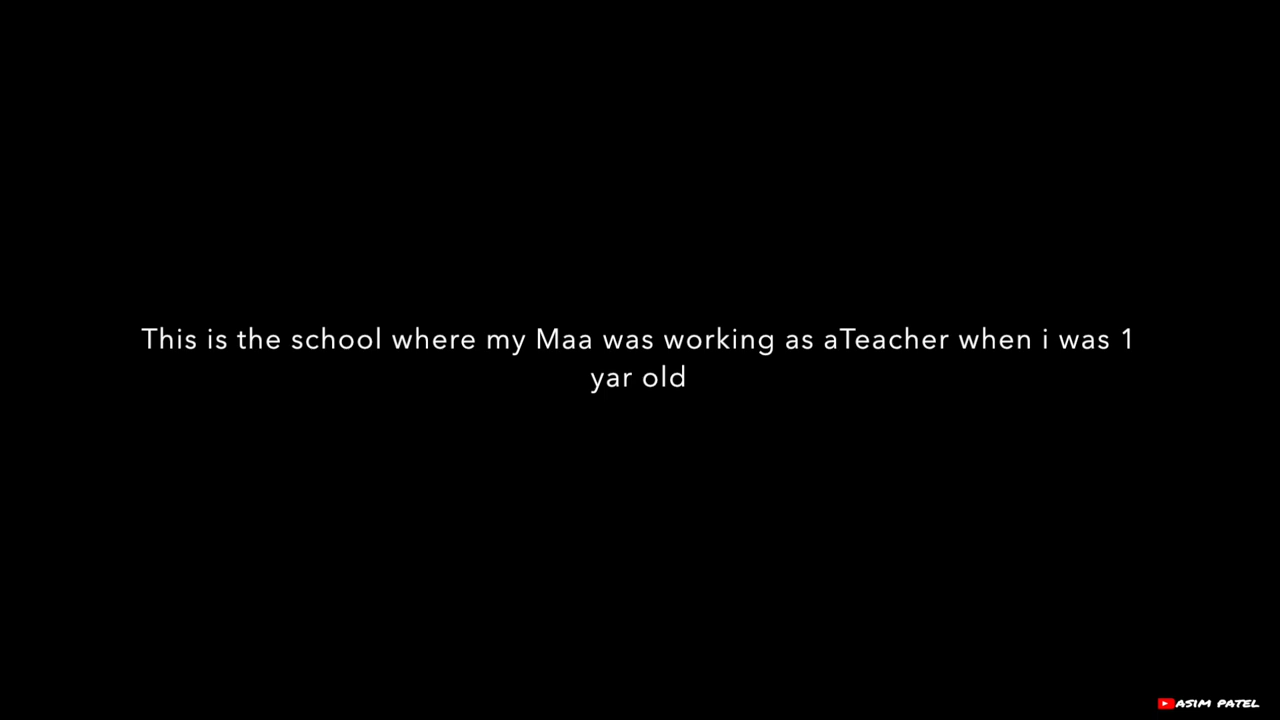 This is the school where my Maa was working as aTeacher when i was 1
yar old
ASIM PATEL